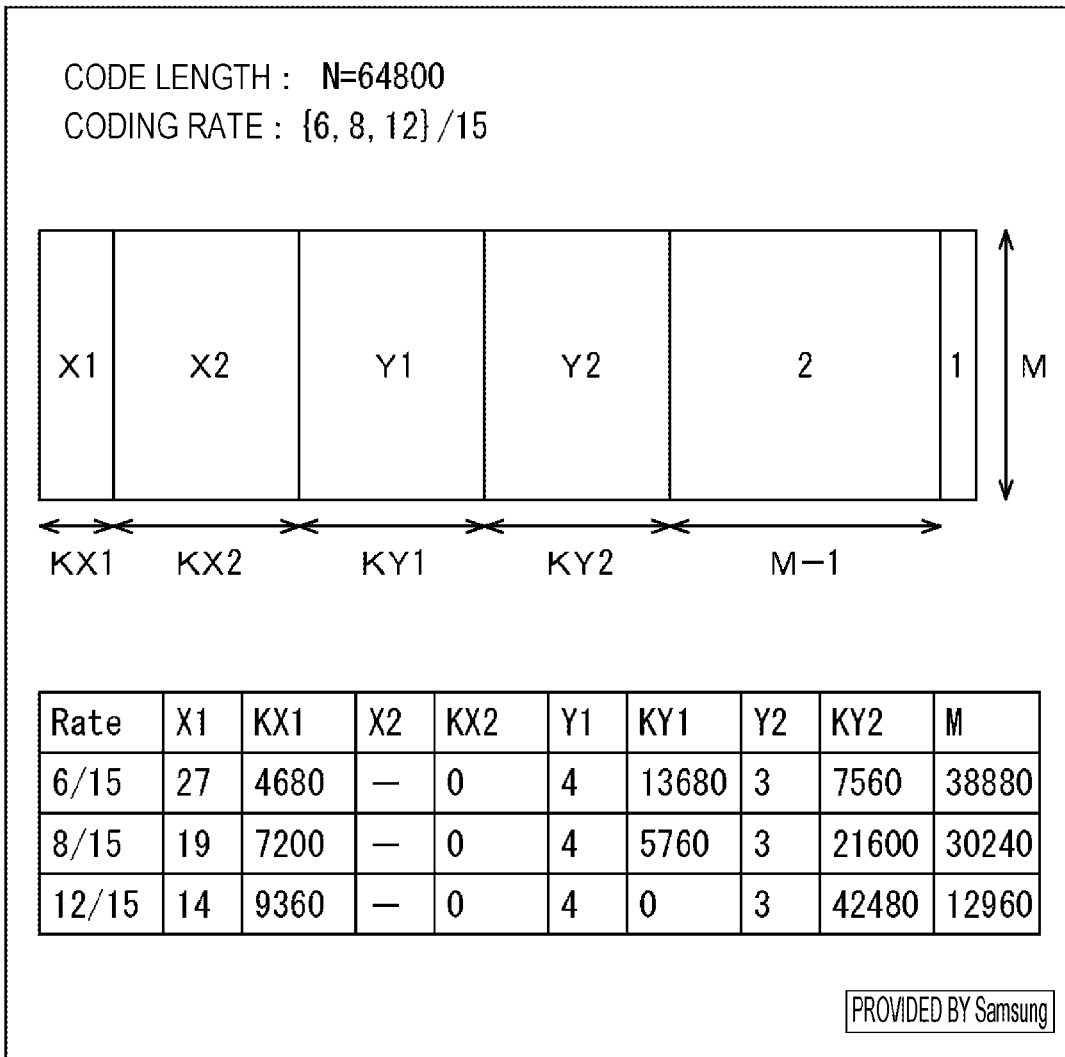 CODE LENGTH : N=64800
CODING RATE : {6, 8, 12} /15
X1 X2 Y1 Y2 2 1 M
KX1 KX2 KY1 KY2 M−1
Rate X1 KX1 X2 KX2 Y1 KY1 Y2 KY2 M
6/15 27 4680 — 0 4 13680 3 7560 38880
8/15 19 7200 — 0 4 5760 3 21600 30240
12/15 14 9360 — 0 4 0 3 42480 12960
PROVIDED BY Samsung